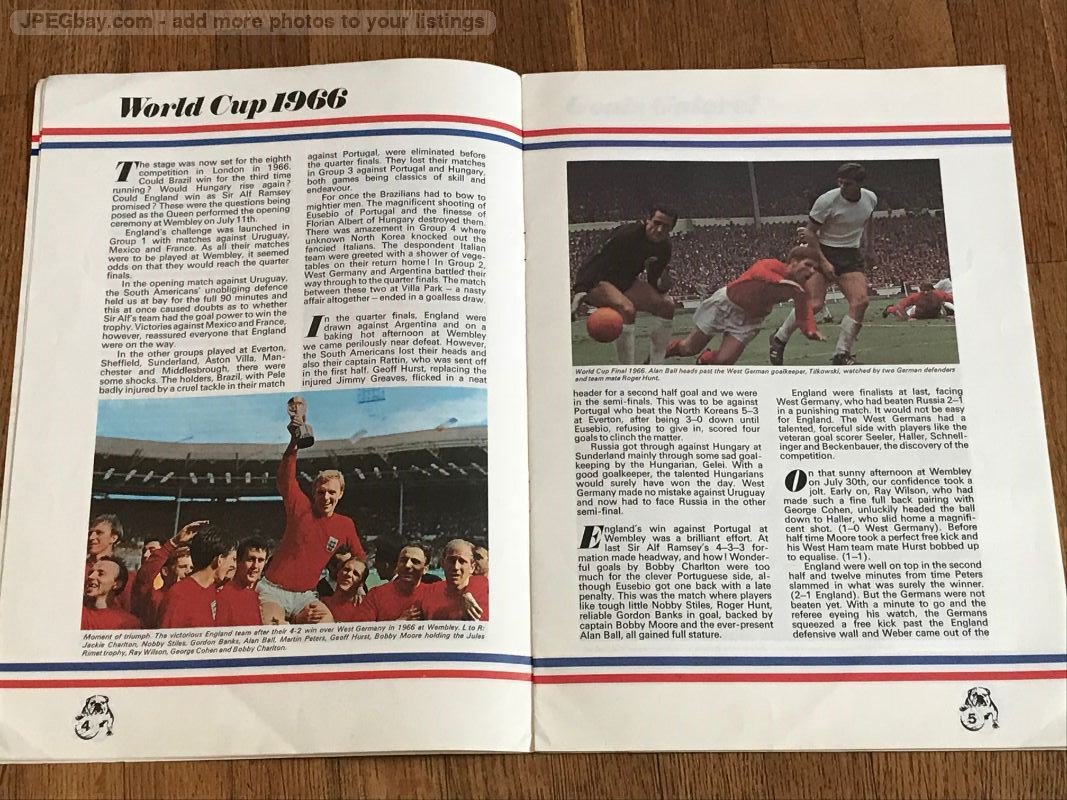 JPEGbay.com - add more photos to your listings
World Cup 1966
The stage was now set for the eighth
competition in London in 1966.
Could Brazil win for the third time
running? Would Hungary rise again?
Could England win as Sir Alf Ramsey
promised? These were the questions being
posed as the Queen performed the opening
ceremony at Wembley on July 11th.
England's challenge was launched in
Group 1 with matches against Uruguay,
Mexico and France. As all their matches
were to be played at Wembley, it seemed
odds on that they would reach the quarter
finals.
In the opening match against Uruguay,
the South Americans' unobliging defence
held us at bay for the full 90 minutes and
this at once caused doubts as to whether
Sir Alf's team had the goal power to win the
trophy. Victories against Mexico and France,
however, reassured everyone that England
were on the way.
In the other groups played at Everton,
Sheffield, Sunderland, Aston Villa, Man-
chester and Middlesbrough, there were
some shocks. The holders, Brazil, with Pele
badly injured by a cruel tackle in their match
against Portugal, were eliminated before
the quarter finals. They lost their matches
in Group 3 against Portugal and Hungary,
both games being classics of skill and
endeavour.
For once the Brazilians had to bow to
mightier men. The magnificent shooting of
Eusebio of Portugal and the finesse of
Florian Albert of Hungary destroyed them.
There was amazement in Group 4 where
unknown North Korea knocked out the
fancied Italians. The despondent Italian
team were greeted with a shower of vege-
tables on their return home! In Group 2,
West Germany and Argentina battled their
way through to the quarter finals. The match
between these two at Villa Park – a nasty
affair altogether – ended in a goalless draw.
In the quarter finals, England were
drawn against Argentina and on a
baking hot afternoon at Wembley
we came perilously near defeat. However,
the South Americans lost their heads and
also their captain Rattin, who was sent off
in the first half. Geoff Hurst, replacing the
injured Jimmy Greaves, flicked in a neat
Moment of triumph. The victorious England team after their 4-2 win over West Germany in 1966 at Wembley. L to R:
Jackie Charlton, Nobby Stiles, Gordon Banks, Alan Ball, Martin Peters, Geoff Hurst, Bobby Moore holding the Jules
Rimet trophy, Ray Wilson, George Cohen and Bobby Charlton.
4
World Cup Final 1966. Alan Ball heads past the West German goalkeeper, Tilkowski, watched by two German defenders
and team mate Roger Hunt.
header for a second half goal and we were
in the semi-finals. This was to be against
Portugal who beat the North Koreans 5–3
at Everton, after being 3–0 down until
Eusebio, refusing to give in, scored four
goals to clinch the matter.
Russia got through against Hungary at
Sunderland mainly through some sad goal-
keeping by the Hungarian, Gelei. With a
good goalkeeper, the talented Hungarians
would surely have won the day. West
Germany made no mistake against Uruguay
and now had to face Russia in the other
semi-final.
England's win against Portugal at
Wembley was a brilliant effort. At
last Sir Alf Ramsey's 4–3–3 for-
mation made headway, and how! Wonder-
ful goals by Bobby Charlton were too
much for the clever Portuguese side, al-
though Eusebio got one back with a late
penalty. This was the match where players
like tough little Nobby Stiles, Roger Hunt,
reliable Gordon Banks in goal, backed by
captain Bobby Moore and the ever-present
Alan Ball, all gained full stature.
England were finalists at last, facing
West Germany, who had beaten Russia 2–1
in a punishing match. It would not be easy
for England. The West Germans had a
talented, forceful side with players like the
veteran goal scorer Seeler, Haller, Schnell-
inger and Beckenbauer, the discovery of the
competition.
On that sunny afternoon at Wembley
on July 30th, our confidence took a
jolt. Early on, Ray Wilson, who had
made such a fine full back pairing with
George Cohen, unluckily headed the ball
down to Haller, who slid home a magnifi-
cent shot. (1–0 West Germany). Before
half time Moore took a perfect free kick and
his West Ham team mate Hurst bobbed up
to equalise. (1–1).
England were well on top in the second
half and twelve minutes from time Peters
slammed in what was surely the winner.
(2–1 England). But the Germans were not
beaten yet. With a minute to go and the
referee eyeing his watch, the Germans
squeezed a free kick past the England
defensive wall and Weber came out of the
5